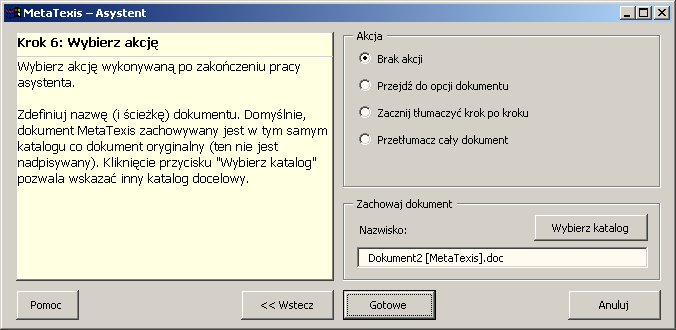 MetaTexis – Asystent
Krok 6: Wybierz akcję
Wybierz akcję wykonywaną po zakończeniu pracy
asystenta.
Zdefiniuj nazwę (i ścieżkę) dokumentu. Domyślnie,
dokument MetaTexis zachowywany jest w tym samym
katalogu co dokument oryginalny (ten nie jest
nadpisywany). Kliknięcie przycisku "Wybierz katalog"
pozwala wskazać inny katalog docelowy.
Akcja
Brak akcji
Przejdź do opcji dokumentu
Zacznij tłumaczyć krok po kroku
Przetłumacz cały dokument
Zachowaj dokument
Nazwisko:
Wybierz katalog
Dokument2 [MetaTexis].doc
Pomoc
<< Wstecz
Gotowe
Anuluj